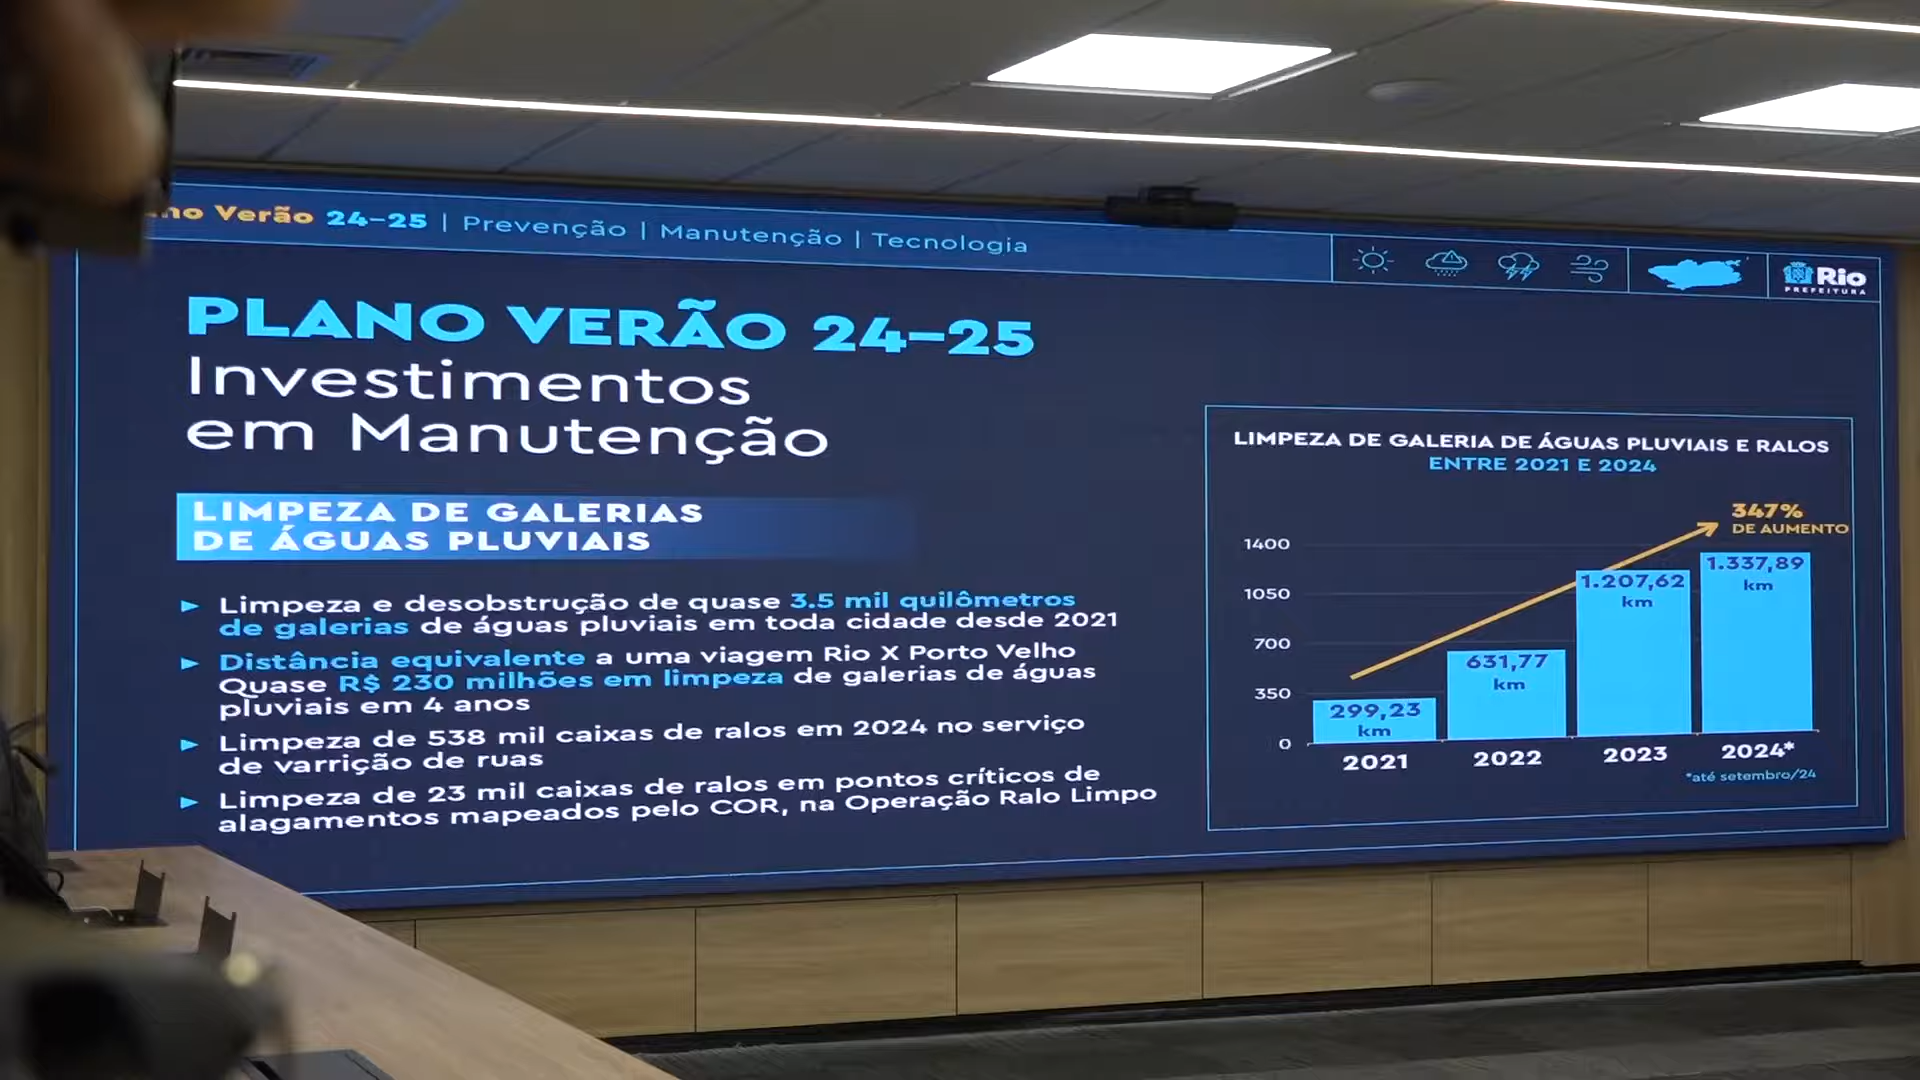 no Verão 24-25 | Prevenção | Manutenção | Tecnologia
Rio
PREFEITURA
PLANO VERÃO 24-25
Investimentos
em Manutenção
LIMPEZA DE GALERIAS
DE ÁGUAS PLUVIAIS
► Limpeza e desobstrução de quase 3.5 mil quilômetros
de galerias de águas pluviais em toda cidade desde 2021
► Distância equivalente a uma viagem Rio X Porto Velho
Quase R$ 230 milhões em limpeza de galerias de águas
pluviais em 4 anos
► Limpeza de 538 mil caixas de ralos em 2024 no serviço
de varrição de ruas
► Limpeza de 23 mil caixas de ralos em pontos críticos de
alagamentos mapeados pelo COR, na Operação Ralo Limpo
LIMPEZA DE GALERIA DE ÁGUAS PLUVIAIS E RALOS
ENTRE 2021 E 2024
347%
DE AUMENTO
1400
1050
700
350
0
299,23
km
631,77
km
1.207,62
km
1.337,89
km
2021 2022 2023 2024*
*até setembro/24